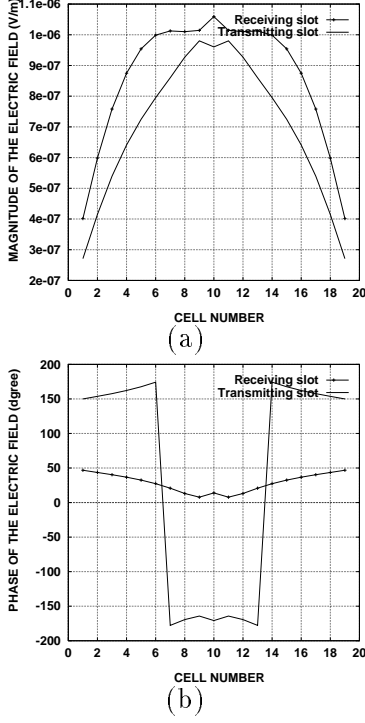 MAGNITUDE OF THE ELECTRIC FIELD (V/m)
1.1e-06
1e-06
9e-07
8e-07
7e-07
6e-07
5e-07
4e-07
3e-07
2e-07
Receiving slot
Transmitting slot
0 2 4 6 8 10 12 14 16 18 20
CELL NUMBER
(a)
PHASE OF THE ELECTRIC FIELD (dgree)
200
150
100
50
0
-50
-100
-150
-200
Receiving slot
Transmitting slot
0 2 4 6 8 10 12 14 16 18 20
CELL NUMBER
(b)